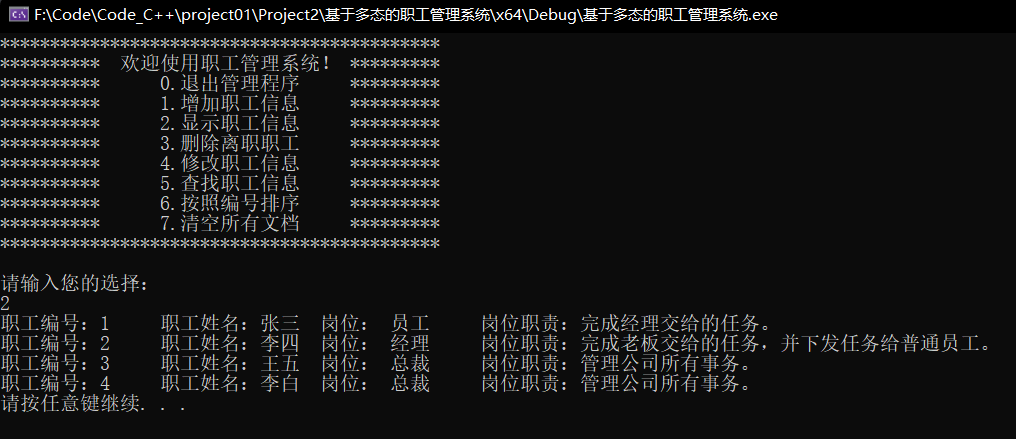 F:\Code\Code_C++\project01\Project2\基于多态的职工管理系统\x64\Debug\基于多态的职工管理系统.exe
********************************************
**********  欢迎使用职工管理系统！ *********
**********      0.退出管理程序     *********
**********      1.增加职工信息     *********
**********      2.显示职工信息     *********
**********      3.删除离职职工     *********
**********      4.修改职工信息     *********
**********      5.查找职工信息     *********
**********      6.按照编号排序     *********
**********      7.清空所有文档     *********
********************************************
请输入您的选择：
2
职工编号：1     职工姓名：张三  岗位： 员工     岗位职责：完成经理交给的任务。
职工编号：2     职工姓名：李四  岗位： 经理     岗位职责：完成老板交给的任务，并下发任务给普通员工。
职工编号：3     职工姓名：王五  岗位： 总裁     岗位职责：管理公司所有事务。
职工编号：4     职工姓名：李白  岗位： 总裁     岗位职责：管理公司所有事务。
请按任意键继续. . .